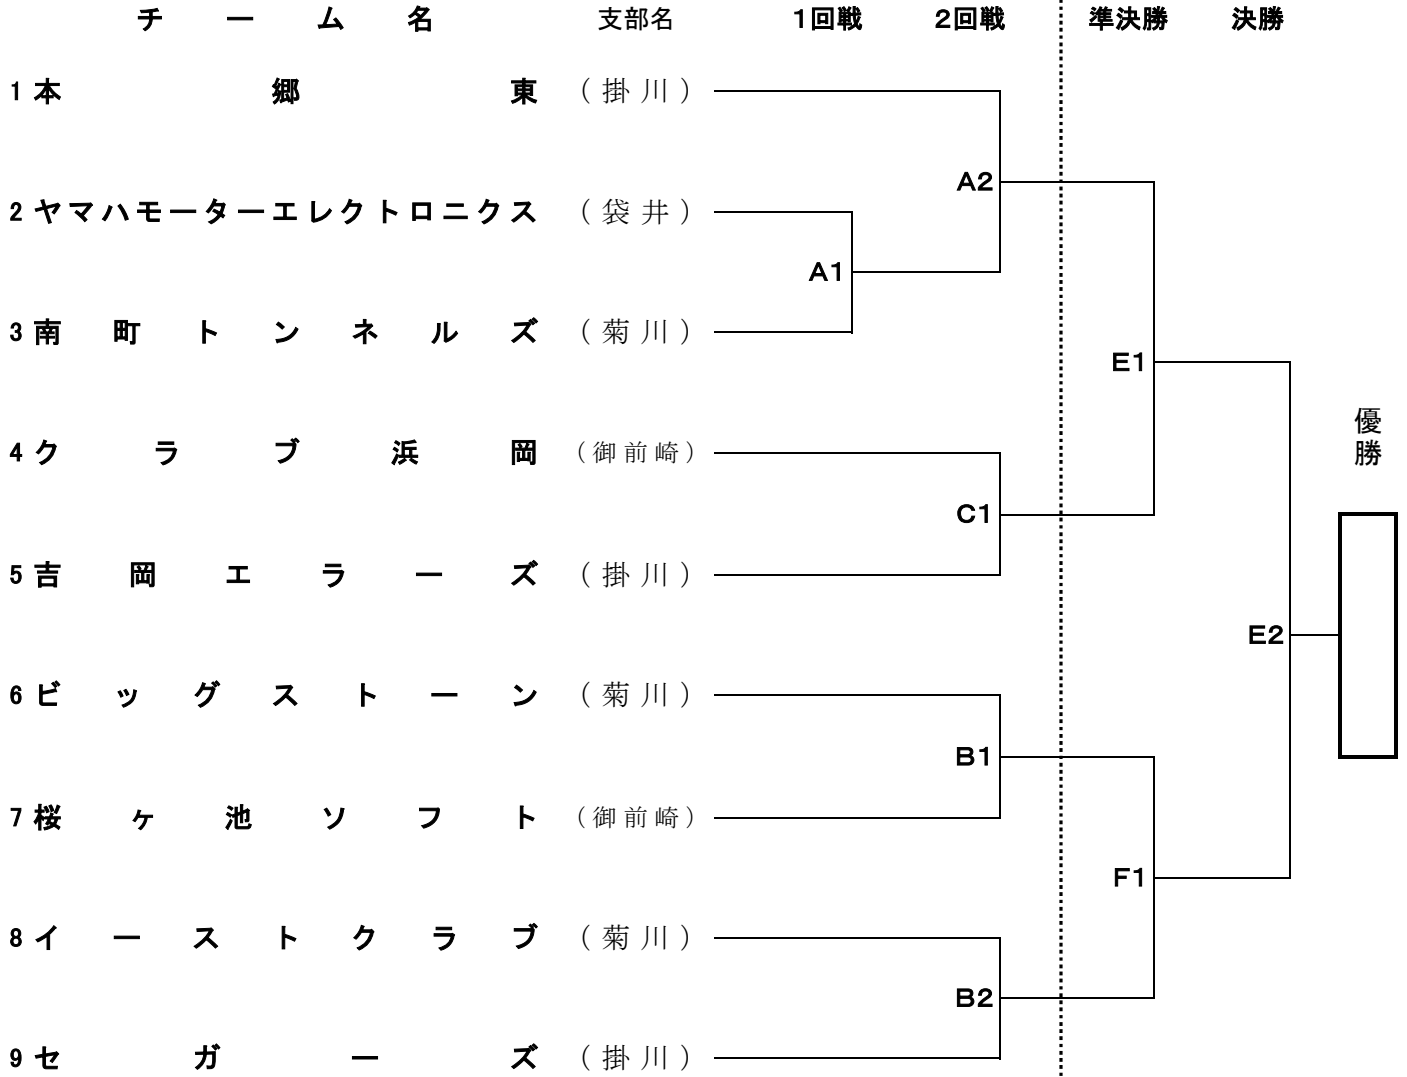 チーム名 支部名 1回戦 2回戦 準決勝 決勝
1 本郷東 (掛川)
A2
2 ヤマハモーターエレクトロニクス (袋井)
A1
3 南町トンネルズ (菊川)
E1
優勝
4 クラブ浜岡 (御前崎)
C1
5 吉岡エラーズ (掛川)
E2
6 ビッグストーン (菊川)
B1
7 桜ヶ池ソフト (御前崎)
F1
8 イーストクラブ (菊川)
B2
9 セガーズ (掛川)